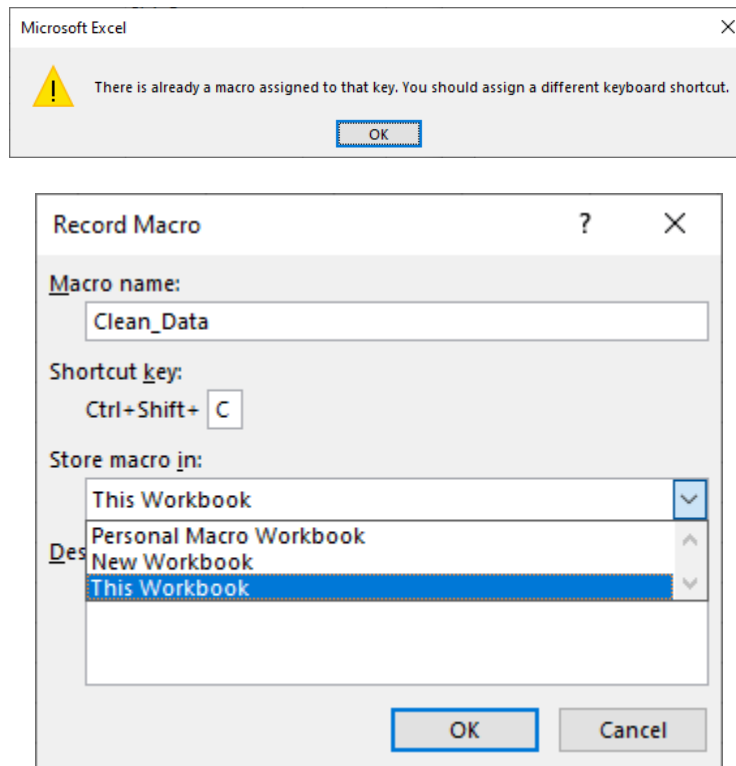 Microsoft Excel
There is already a macro assigned to that key. You should assign a different keyboard shortcut.
OK
Record Macro
?
Macro name:
Clean_Data
Shortcut key:
Ctrl+Shift+ C
Store macro in:
This Workbook
Personal Macro Workbook
Des
New Workbook
This Workbook
OK Cancel